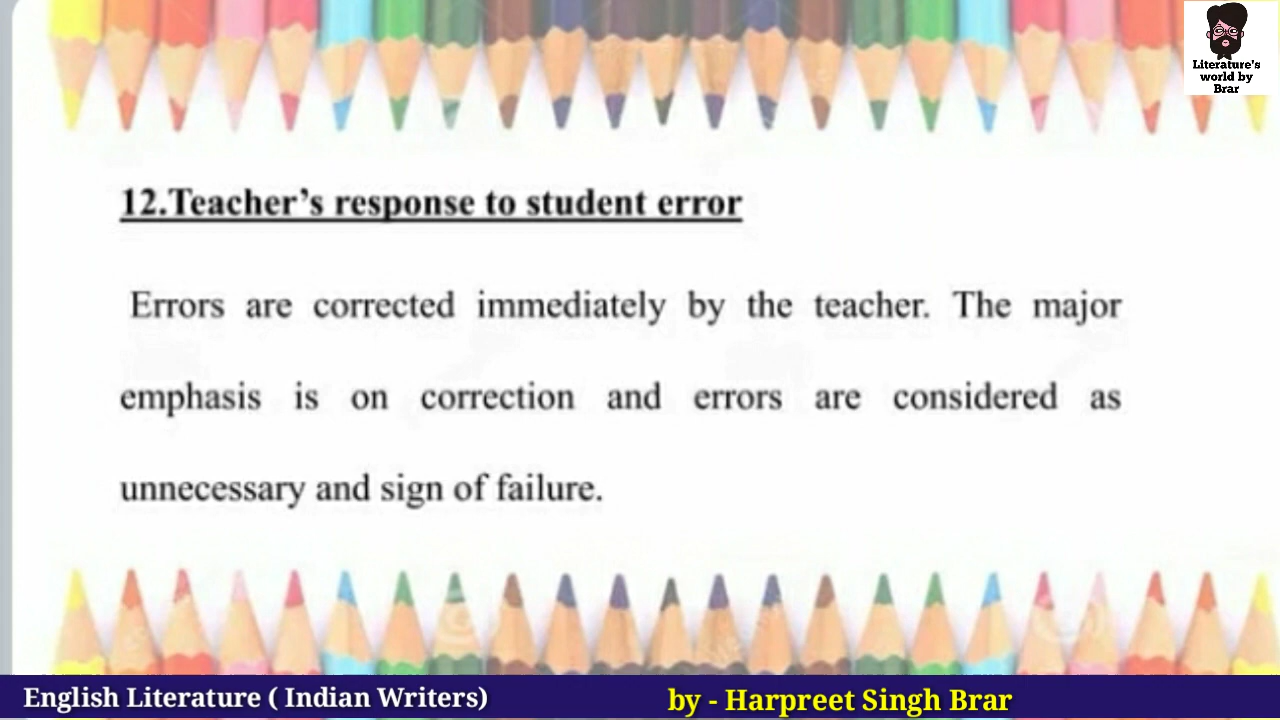 Literature's
world by
Brar
12.Teacher’s response to student error
Errors are corrected immediately by the teacher. The major
emphasis is on correction and errors are considered as
unnecessary and sign of failure.
English Literature ( Indian Writers)
by - Harpreet Singh Brar